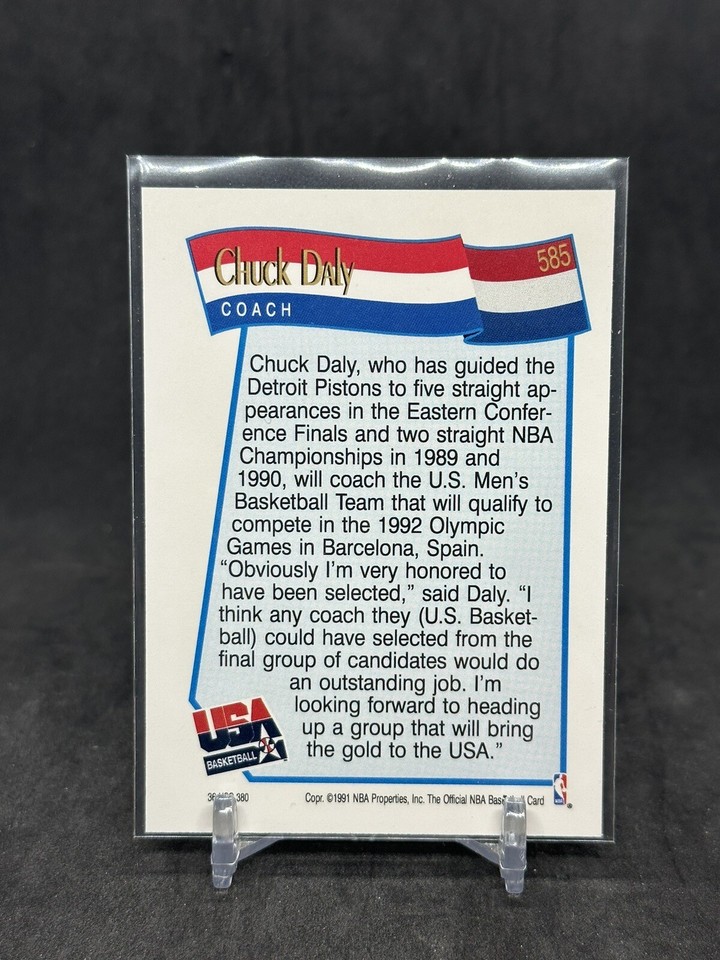 Chuck Daly
585
COACH
Chuck Daly, who has guided the
Detroit Pistons to five straight ap-
pearances in the Eastern Confer-
ence Finals and two straight NBA
Championships in 1989 and
1990, will coach the U.S. Men's
Basketball Team that will qualify to
compete in the 1992 Olympic
Games in Barcelona, Spain.
“Obviously I'm very honored to
have been selected,” said Daly. “I
think any coach they (U.S. Basket-
ball) could have selected from the
final group of candidates would do
an outstanding job. I'm
looking forward to heading
up a group that will bring
the gold to the USA.”
USA
BASKETBALL
380
Copr. ©1991 NBA Properties, Inc. The Official NBA Card